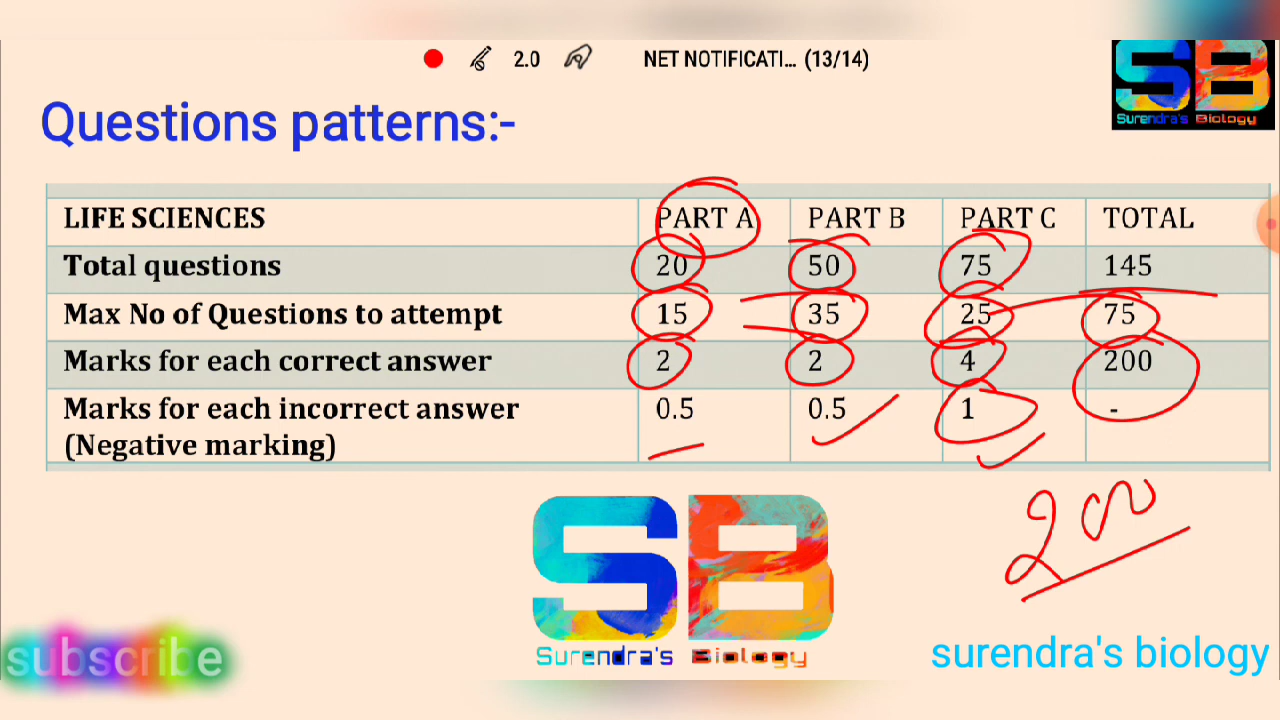 2.0 NET NOTIFICATI... (13/14)
SB
Surendra's Biology
Questions patterns:-
LIFE SCIENCES PART A PART B PART C TOTAL
Total questions 20 50 75 145
Max No of Questions to attempt 15 35 25 75
Marks for each correct answer 2 2 4 200
Marks for each incorrect answer 0.5 0.5 1 -
(Negative marking)
200
SB
Surendra's Biology
subscribe
surendra's biology